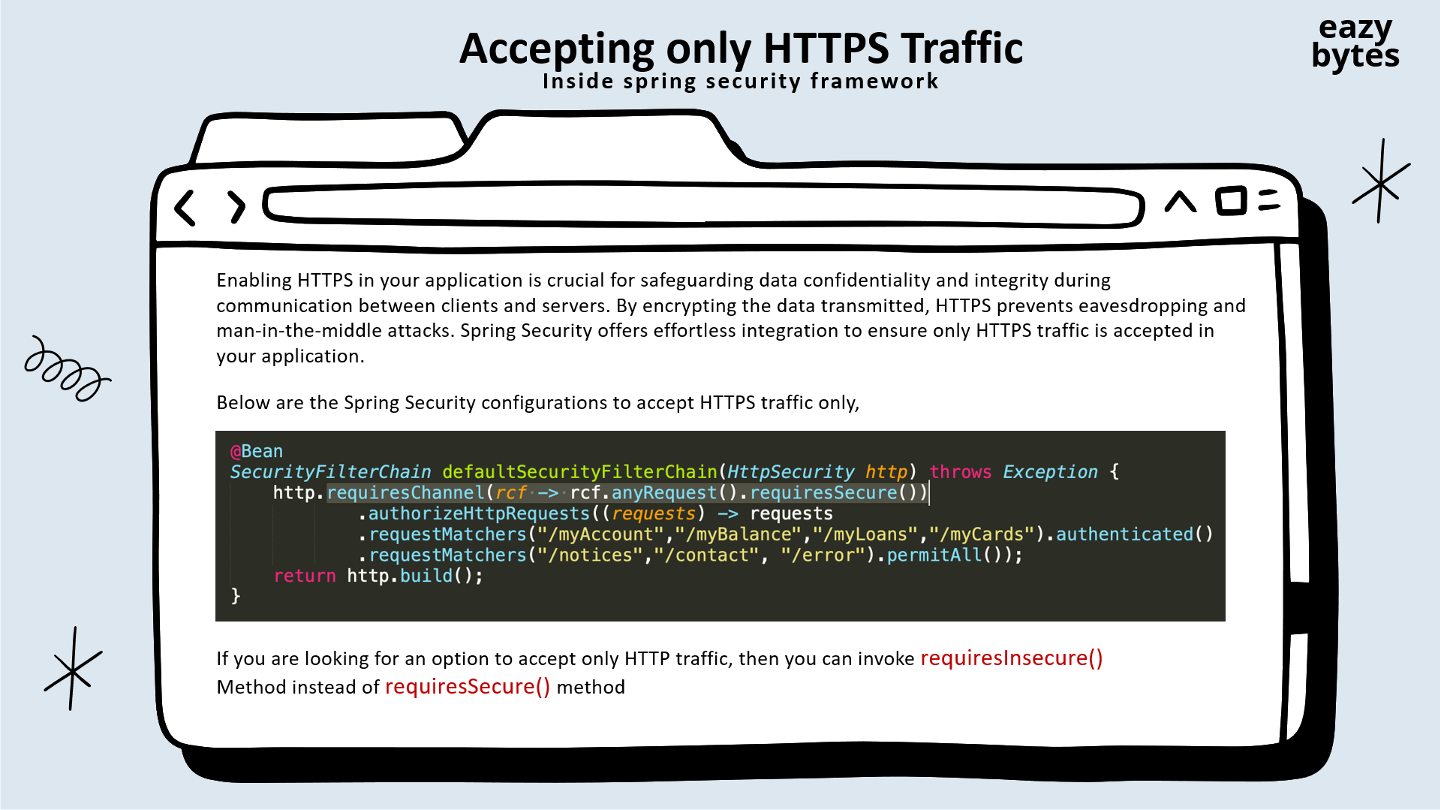 Accepting only HTTPS Traffic
Inside spring security framework
eazy
bytes
Enabling HTTPS in your application is crucial for safeguarding data confidentiality and integrity during
communication between clients and servers. By encrypting the data transmitted, HTTPS prevents eavesdropping and
man-in-the-middle attacks. Spring Security offers effortless integration to ensure only HTTPS traffic is accepted in
your application.
Below are the Spring Security configurations to accept HTTPS traffic only,
@Bean
SecurityFilterChain defaultSecurityFilterChain(HttpSecurity http) throws Exception {
    http.requiresChannel(rcf -> rcf.anyRequest().requiresSecure())
            .authorizeHttpRequests((requests) -> requests
            .requestMatchers("/myAccount","/myBalance","/myLoans","/myCards").authenticated()
            .requestMatchers("/notices","/contact", "/error").permitAll());
    return http.build();
}
If you are looking for an option to accept only HTTP traffic, then you can invoke requiresInsecure()
Method instead of requiresSecure() method